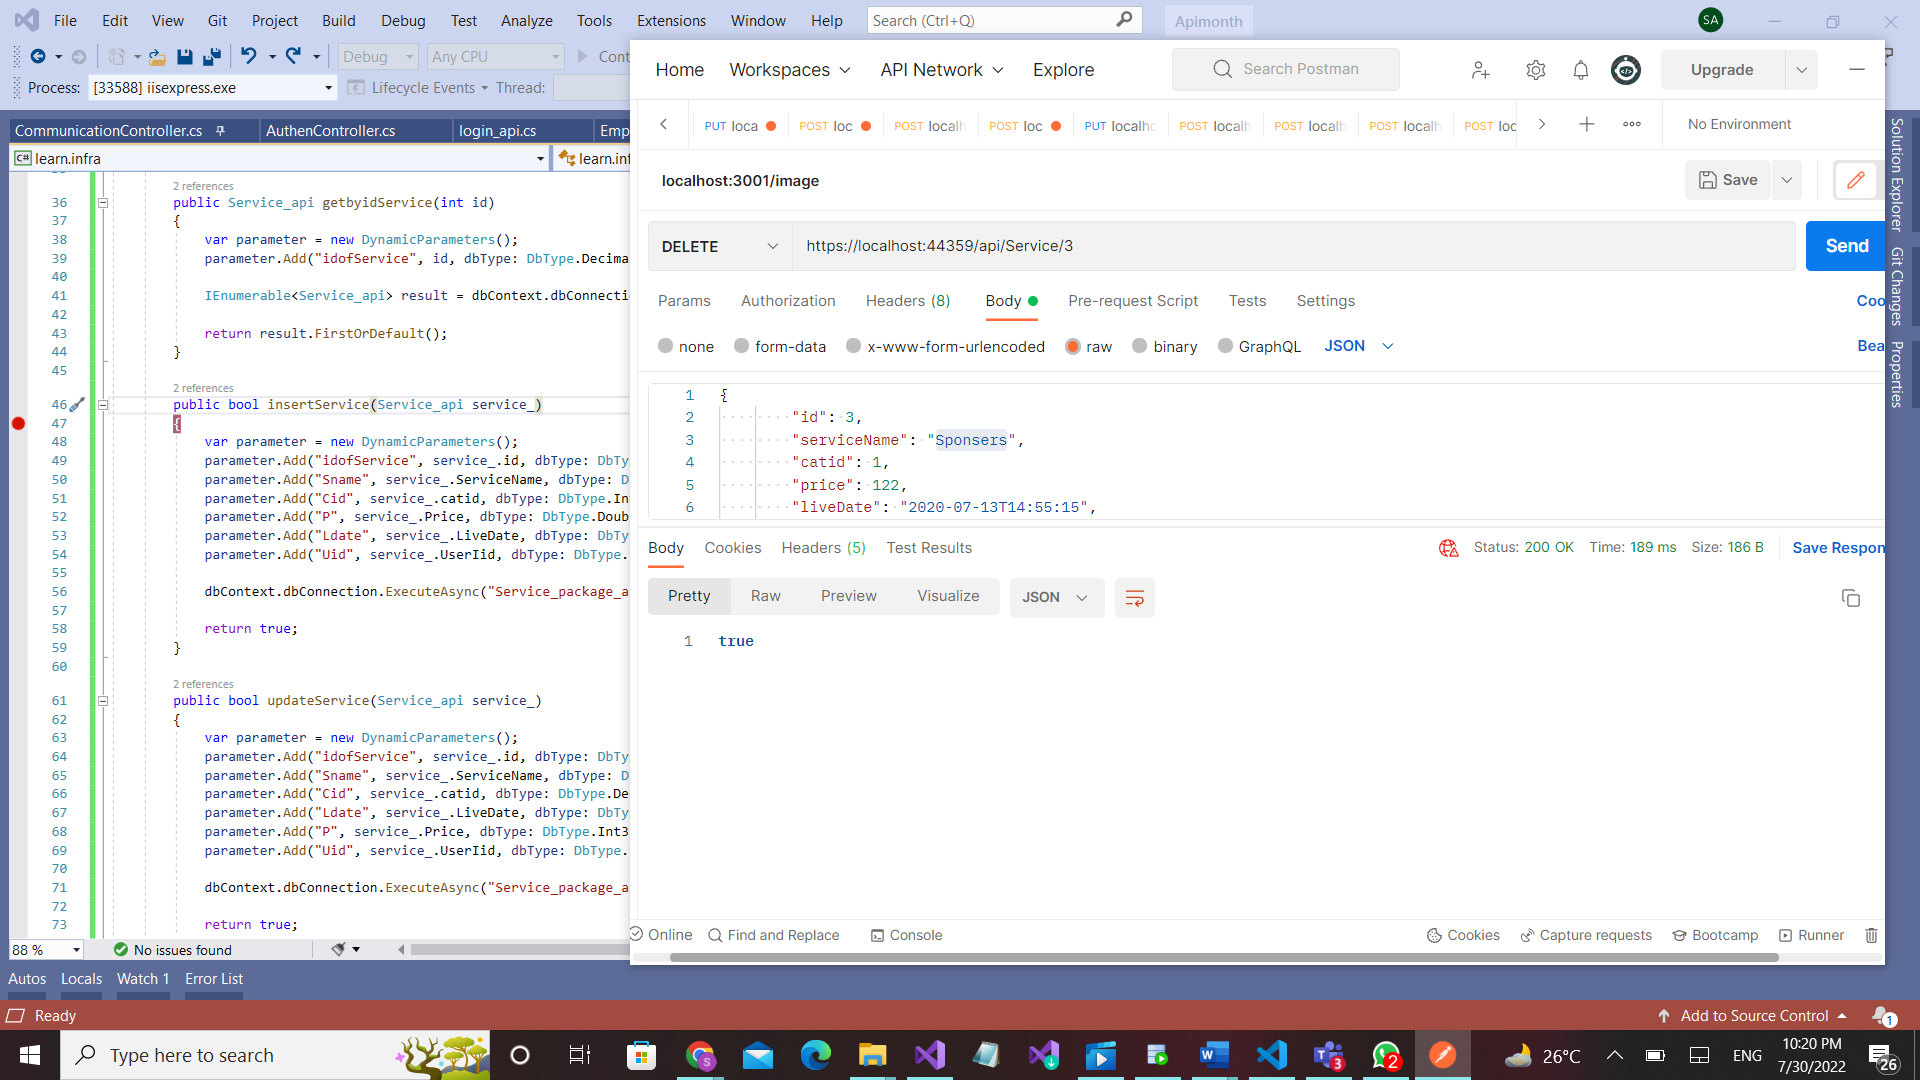 File Edit View Git Project Build Debug Test Analyze Tools Extensions Window Help Search (Ctrl+Q) Apimonth SA
Debug Any CPU Cont
Process: [33588] iisexpress.exe Lifecycle Events Thread:
CommunicationController.cs AuthenController.cs login_api.cs Emp
C# learn.infra learn.inf
2 references
36 public Service_api getbyidService(int id)
37 {
38 var parameter = new DynamicParameters();
39 parameter.Add("idofService", id, dbType: DbType.Decima
40
41 IEnumerable<Service_api> result = dbContext.dbConnectio
42
43 return result.FirstOrDefault();
44 }
45
2 references
46 public bool insertService(Service_api service_)
47 {
48 var parameter = new DynamicParameters();
49 parameter.Add("idofService", service_.id, dbType: DbTy
50 parameter.Add("Sname", service_.ServiceName, dbType: D
51 parameter.Add("Cid", service_.catid, dbType: DbType.In
52 parameter.Add("P", service_.Price, dbType: DbType.Doub
53 parameter.Add("Ldate", service_.LiveDate, dbType: DbTy
54 parameter.Add("Uid", service_.UserIid, dbType: DbType.
55
56 dbContext.dbConnection.ExecuteAsync("Service_package_a
57
58 return true;
59 }
60
2 references
61 public bool updateService(Service_api service_)
62 {
63 var parameter = new DynamicParameters();
64 parameter.Add("idofService", service_.id, dbType: DbTy
65 parameter.Add("Sname", service_.ServiceName, dbType: D
66 parameter.Add("Cid", service_.catid, dbType: DbType.De
67 parameter.Add("Ldate", service_.LiveDate, dbType: DbTy
68 parameter.Add("P", service_.Price, dbType: DbType.Int3
69 parameter.Add("Uid", service_.UserIid, dbType: DbType.
70
71 dbContext.dbConnection.ExecuteAsync("Service_package_a
72
73 return true;
88 % No issues found
Autos Locals Watch 1 Error List
Home Workspaces API Network Explore Search Postman Upgrade
PUT loca POST loc POST localh POST loc PUT localhc POST localh POST localh POST localh POST loc No Environment
localhost:3001/image Save
DELETE https://localhost:44359/api/Service/3 Send
Params Authorization Headers (8) Body Pre-request Script Tests Settings Coo
none form-data x-www-form-urlencoded raw binary GraphQL JSON Bea
1 {
2 "id": 3,
3 "serviceName": "Sponsers",
4 "catid": 1,
5 "price": 122,
6 "liveDate": "2020-07-13T14:55:15",
Body Cookies Headers (5) Test Results Status: 200 OK Time: 189 ms Size: 186 B Save Respon
Pretty Raw Preview Visualize JSON
1 true
Online Find and Replace Console Cookies Capture requests Bootcamp Runner
Solution Explorer
Git Changes
Properties
Ready Add to Source Control 1
Type here to search S 3 2 26°C ENG 10:20 PM
7/30/2022 26